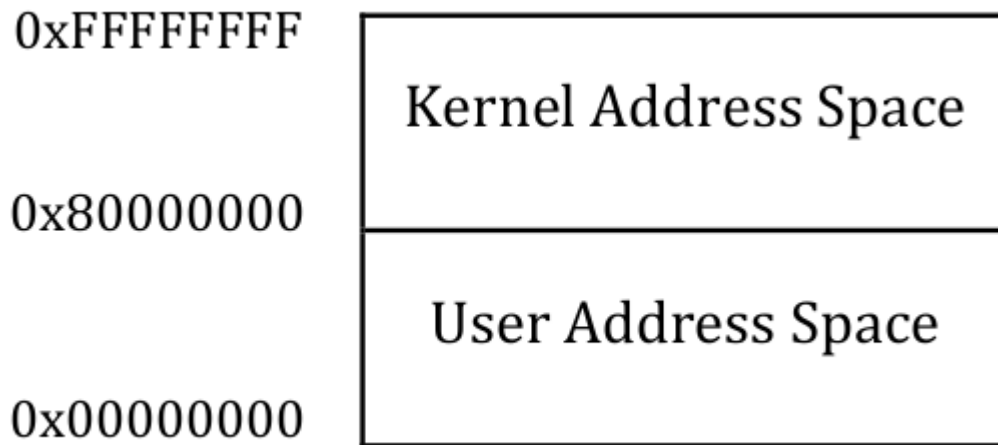 0xFFFFFFFF
Kernel Address Space
0x80000000
User Address Space
0x00000000